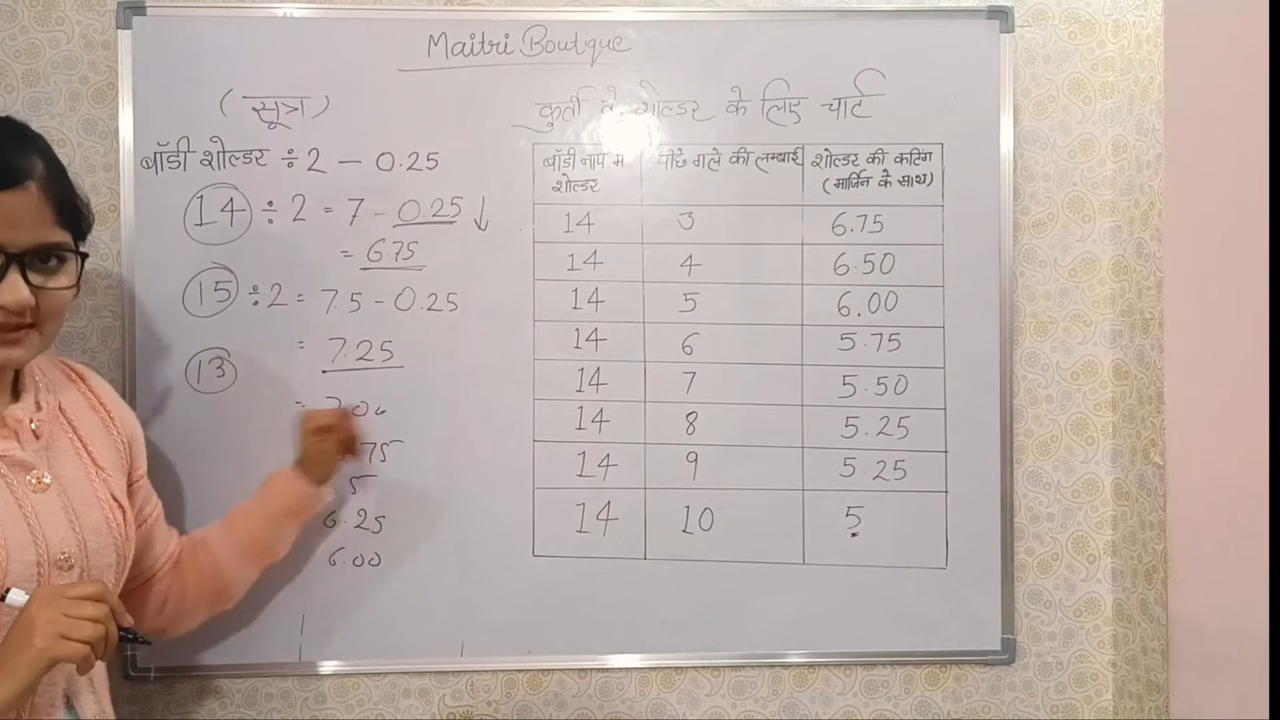 Maitri Boutique
(सूत्र)
बॉडी शोल्डर ÷ 2 - 0.25
14 ÷ 2 = 7 - 0.25 ↓
= 6.75
15 ÷ 2 = 7.5 - 0.25
= 7.25
13
75
5
6.25
6.00
कुर्ती शोल्डर के लिए चार्ट
बॉडी नाप म पीछे गले की लम्बाई शोल्डर की कटिंग
शोल्डर (मार्जिन के साथ)
14 3 6.75
14 4 6.50
14 5 6.00
14 6 5.75
14 7 5.50
14 8 5.25
14 9 5.25
14 10 5